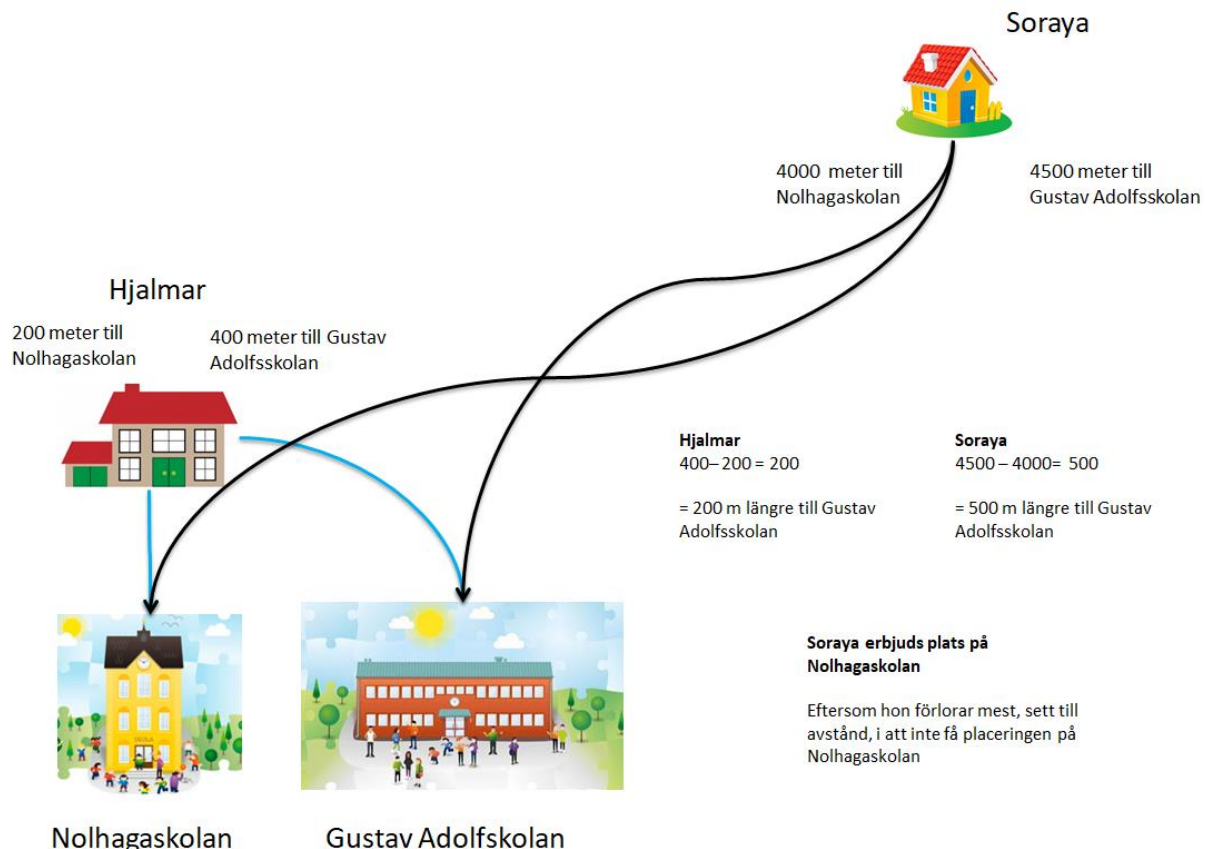 Soraya
4000 meter till
Nolhagaskolan
4500 meter till
Gustav Adolfsskolan
Hjalmar
200 meter till
Nolhagaskolan
400 meter till Gustav
Adolfsskolan
Hjalmar
400– 200 = 200
= 200 m längre till Gustav
Adolfsskolan
Soraya
4500 – 4000= 500
= 500 m längre till Gustav
Adolfsskolan
Soraya erbjuds plats på
Nolhagaskolan
Eftersom hon förlorar mest, sett till
avstånd, i att inte få placeringen på
Nolhagaskolan
Nolhagaskolan
Gustav Adolfskolan